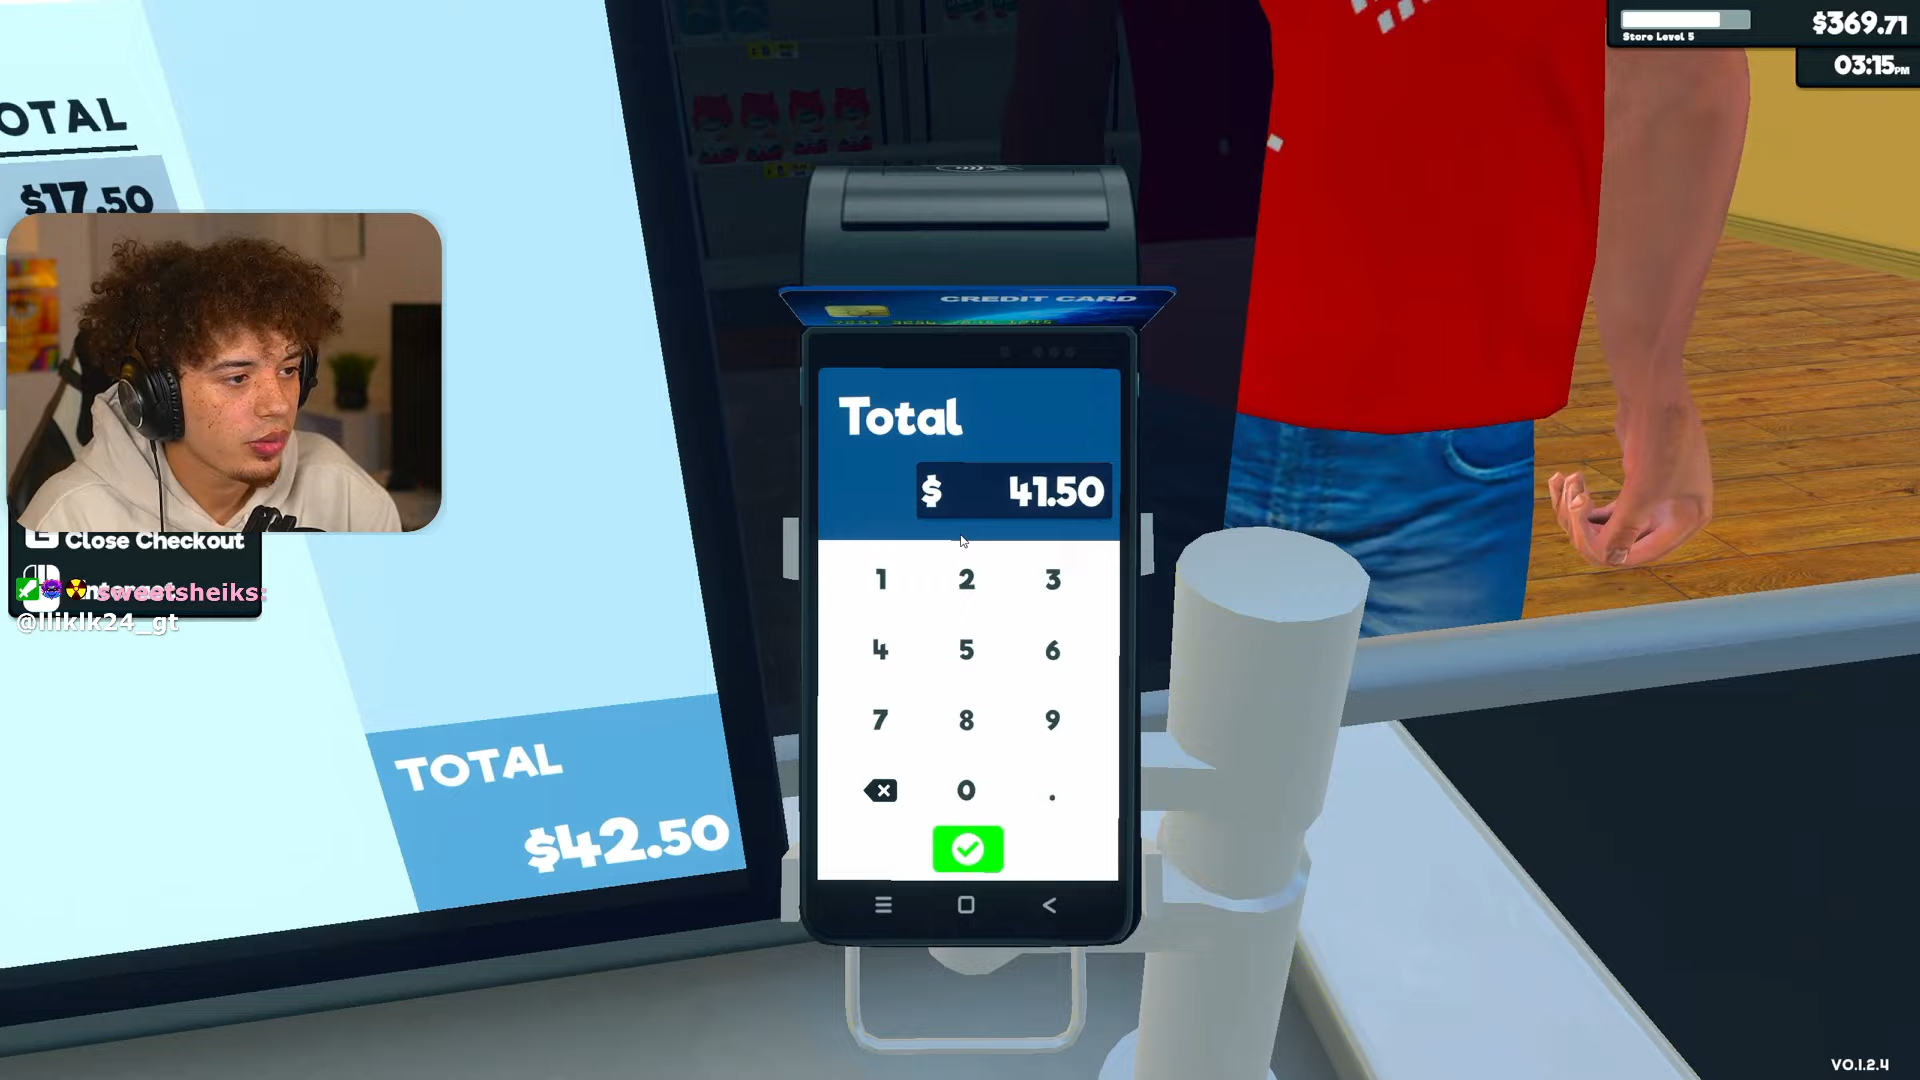 $369.71
Store Level 5
03:15PM
OTAL
$17.50
CREDIT CARD
Total
$ 41.50
1 2 3
4 5 6
7 8 9
0 .
Close Checkout
sweetsheiks:
@lliklk24_gt
TOTAL
$42.50
V0.1.2.4